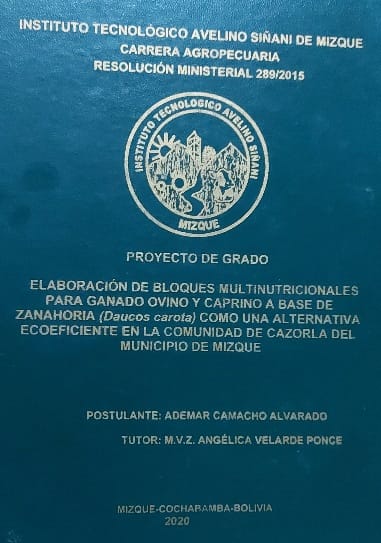 INSTITUTO TECNOLÓGICO AVELINO SIÑANI DE MIZQUE
CARRERA AGROPECUARIA
RESOLUCIÓN MINISTERIAL 289/2015
INSTITUTO TECNOLOGICO AVELINO SIÑANI
MIZQUE
PROYECTO DE GRADO
ELABORACIÓN DE BLOQUES MULTINUTRICIONALES
PARA GANADO OVINO Y CAPRINO A BASE DE
ZANAHORIA (Daucos carota) COMO UNA ALTERNATIVA
ECOEFICIENTE EN LA COMUNIDAD DE CAZORLA DEL
MUNICIPIO DE MIZQUE
POSTULANTE: ADEMAR CAMACHO ALVARADO
TUTOR: M.V.Z. ANGÉLICA VELARDE PONCE
MIZQUE-COCHABAMBA-BOLIVIA
2020